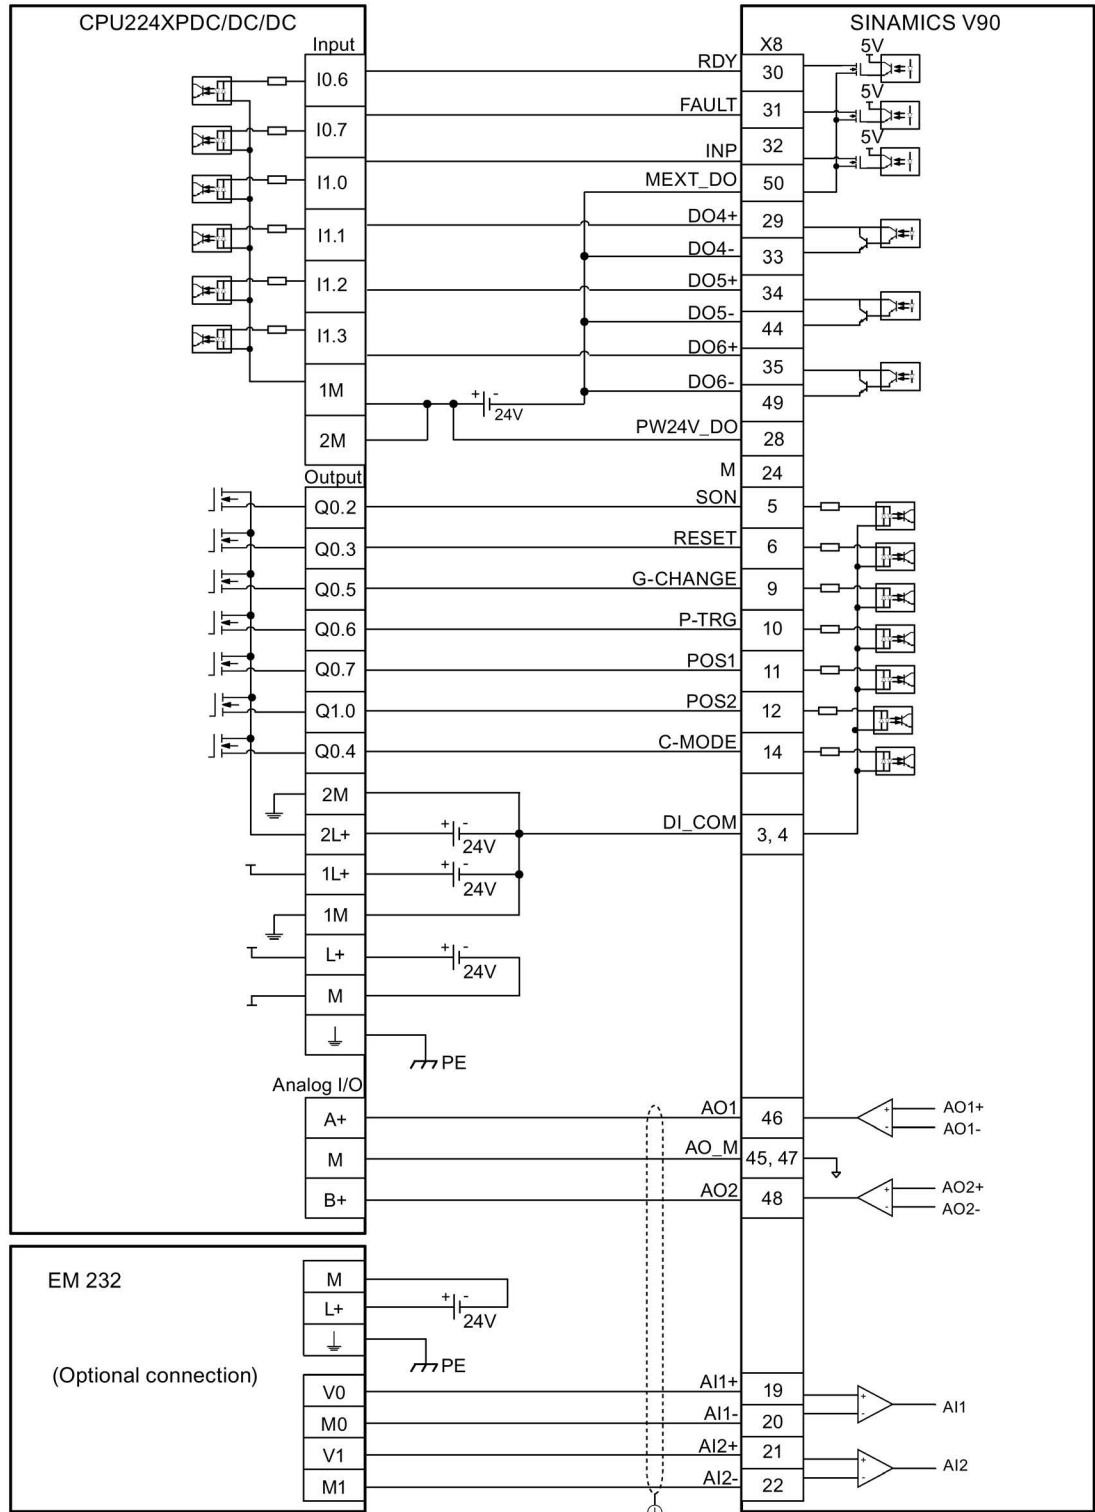 CPU224XPDC/DC/DC
SINAMICS V90
Input
X8
I0.6
RDY
30
5V
I0.7
FAULT
31
5V
I1.0
INP
32
5V
MEXT_DO
50
I1.1
DO4+
29
DO4-
33
I1.2
DO5+
34
DO5-
44
I1.3
DO6+
35
1M
DO6-
49
+ -
24V
2M
PW24V_DO
28
M
24
Output
Q0.2
SON
5
Q0.3
RESET
6
Q0.5
G-CHANGE
9
Q0.6
P-TRG
10
Q0.7
POS1
11
Q1.0
POS2
12
Q0.4
C-MODE
14
2M
2L+
+ -
24V
DI_COM
3, 4
1L+
+ -
24V
1M
L+
+ -
24V
M
PE
Analog I/O
A+
AO1
46
+
-
AO1+
AO1-
M
AO_M
45, 47
B+
AO2
48
+
-
AO2+
AO2-
EM 232
M
L+
+ -
24V
PE
(Optional connection)
V0
AI1+
19
+
-
AI1
M0
AI1-
20
V1
AI2+
21
+
-
AI2
M1
AI2-
22